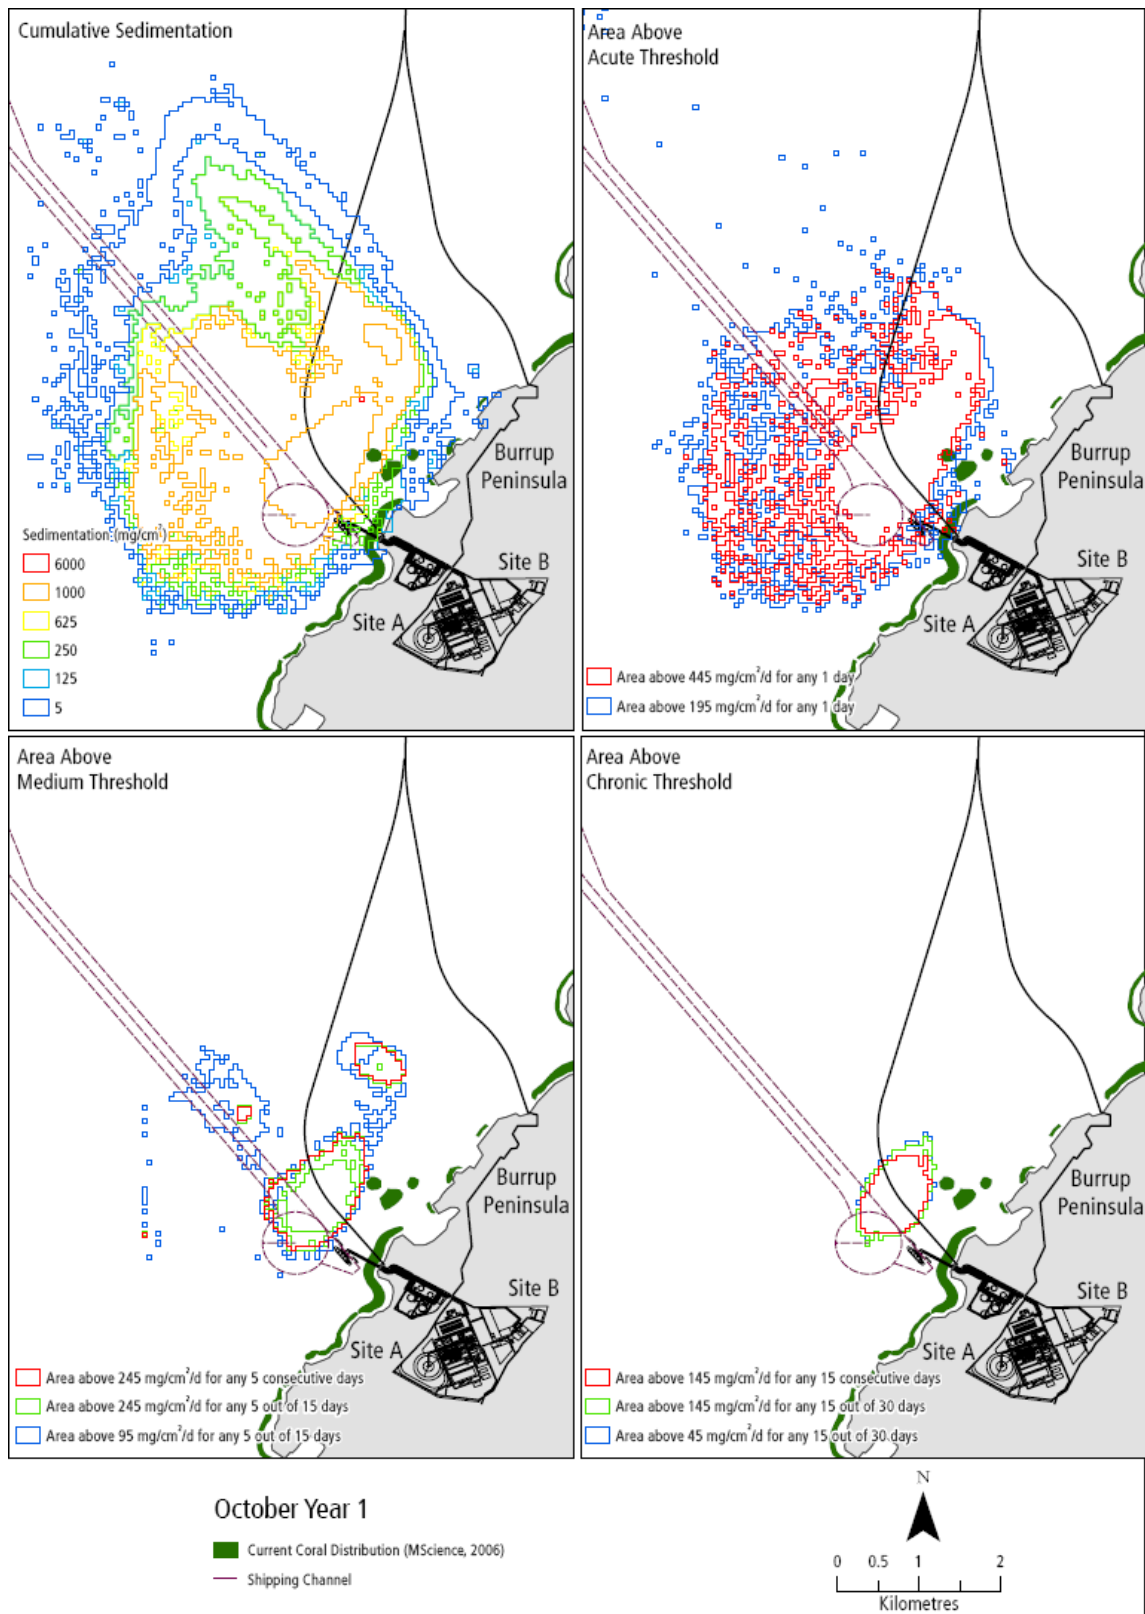 Cumulative Sedimentation
Burrup
Peninsula
Site B
Site A
Sedimentation (mg/cm²)
6000
1000
625
250
125
5
Area Above
Acute Threshold
Burrup
Peninsula
Site B
Site A
Area above 445 mg/cm²/d for any 1 day
Area above 195 mg/cm²/d for any 1 day
Area Above
Medium Threshold
Burrup
Peninsula
Site B
Site A
Area above 245 mg/cm²/d for any 5 consecutive days
Area above 245 mg/cm²/d for any 5 out of 15 days
Area above 95 mg/cm²/d for any 5 out of 15 days
Area Above
Chronic Threshold
Burrup
Peninsula
Site B
Site A
Area above 145 mg/cm²/d for any 15 consecutive days
Area above 145 mg/cm²/d for any 15 out of 30 days
Area above 45 mg/cm²/d for any 15 out of 30 days
October Year 1
Current Coral Distribution (MScience, 2006)
Shipping Channel
N
0 0.5 1 2
Kilometres